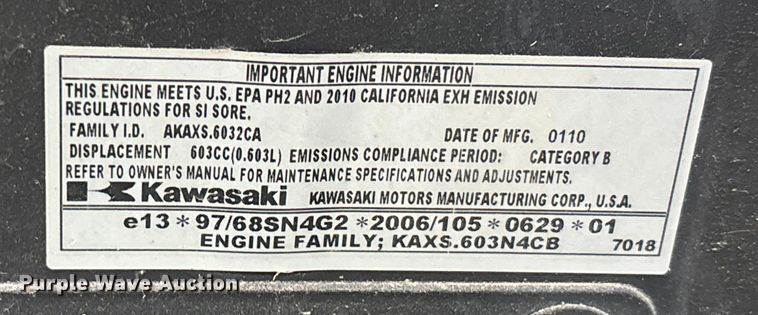 IMPORTANT ENGINE INFORMATION
THIS ENGINE MEETS U.S. EPA PH2 AND 2010 CALIFORNIA EXH EMISSION
REGULATIONS FOR SI SORE.
FAMILY I.D. AKAXS.6032CA DATE OF MFG. 0110
DISPLACEMENT 603CC(0.603L) EMISSIONS COMPLIANCE PERIOD: CATEGORY B
REFER TO OWNER'S MANUAL FOR MAINTENANCE SPECIFICATIONS AND ADJUSTMENTS.
Kawasaki KAWASAKI MOTORS MANUFACTURING CORP., U.S.A.
e13*97/68SN4G2*2006/105*0629*01
ENGINE FAMILY; KAXS.603N4CB 7018
Purple Wave Auction